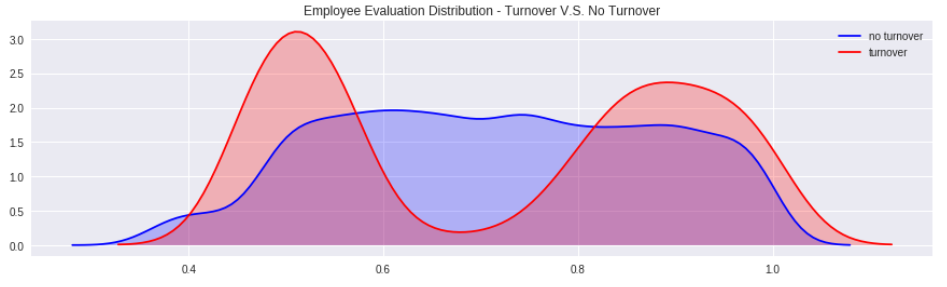 Employee Evaluation Distribution - Turnover V.S. No Turnover
no turnover
turnover
3.0
2.5
2.0
1.5
1.0
0.5
0.0
0.4 0.6 0.8 1.0